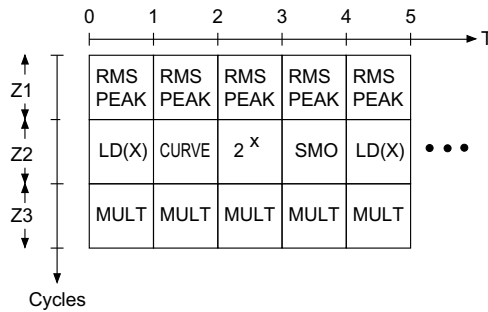 0 1 2 3 4 5
T
Z1
RMS PEAK RMS PEAK RMS PEAK RMS PEAK RMS PEAK
Z2
LD(X) CURVE 2^X SMO LD(X)
Z3
MULT MULT MULT MULT MULT
Cycles